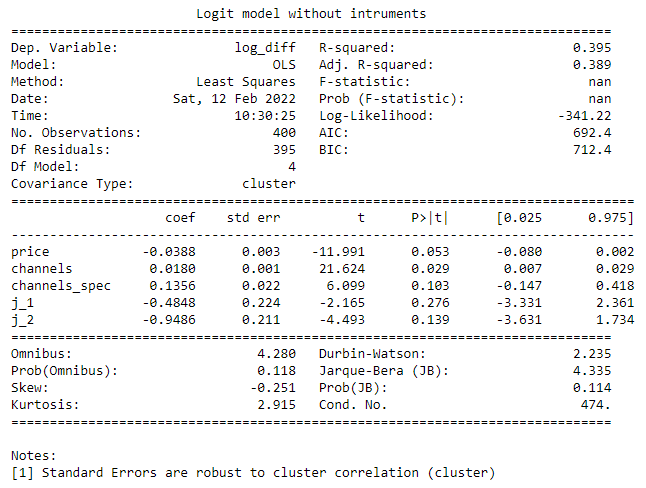 Logit model without intruments
==============================================================================
Dep. Variable:               log_diff   R-squared:                       0.395
Model:                            OLS   Adj. R-squared:                  0.389
Method:                 Least Squares   F-statistic:                       nan
Date:                Sat, 12 Feb 2022   Prob (F-statistic):                nan
Time:                        10:30:25   Log-Likelihood:                -341.22
No. Observations:                 400   AIC:                             692.4
Df Residuals:                     395   BIC:                             712.4
Df Model:                           4
Covariance Type:              cluster
=================================================================================
                    coef    std err          t      P>|t|      [0.025      0.975]
---------------------------------------------------------------------------------
price            -0.0388      0.003    -11.991      0.053      -0.080       0.002
channels          0.0180      0.001     21.624      0.029       0.007       0.029
channels_spec     0.1356      0.022      6.099      0.103      -0.147       0.418
j_1              -0.4848      0.224     -2.165      0.276      -3.331       2.361
j_2              -0.9486      0.211     -4.493      0.139      -3.631       1.734
==============================================================================
Omnibus:                        4.280   Durbin-Watson:                   2.235
Prob(Omnibus):                  0.118   Jarque-Bera (JB):                4.335
Skew:                          -0.251   Prob(JB):                        0.114
Kurtosis:                       2.915   Cond. No.                         474.
==============================================================================
Notes:
[1] Standard Errors are robust to cluster correlation (cluster)